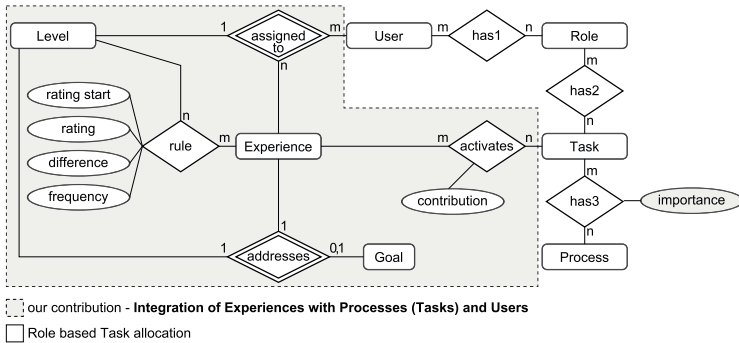 Level
1
assigned
to
m
User
m
has1
n
Role
n
m
has2
n
rating start
rating
difference
frequency
n
rule
m
Experience
m
activates
n
Task
contribution
m
has3
importance
n
1
1
addresses
0,1
Goal
Process
our contribution - Integration of Experiences with Processes (Tasks) and Users
Role based Task allocation